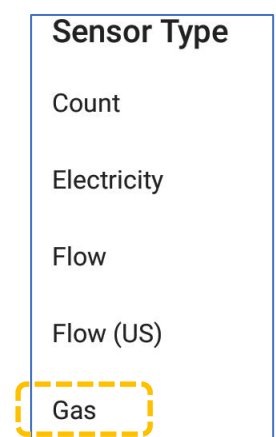 Sensor Type
Count
Electricity
Flow
Flow (US)
Gas